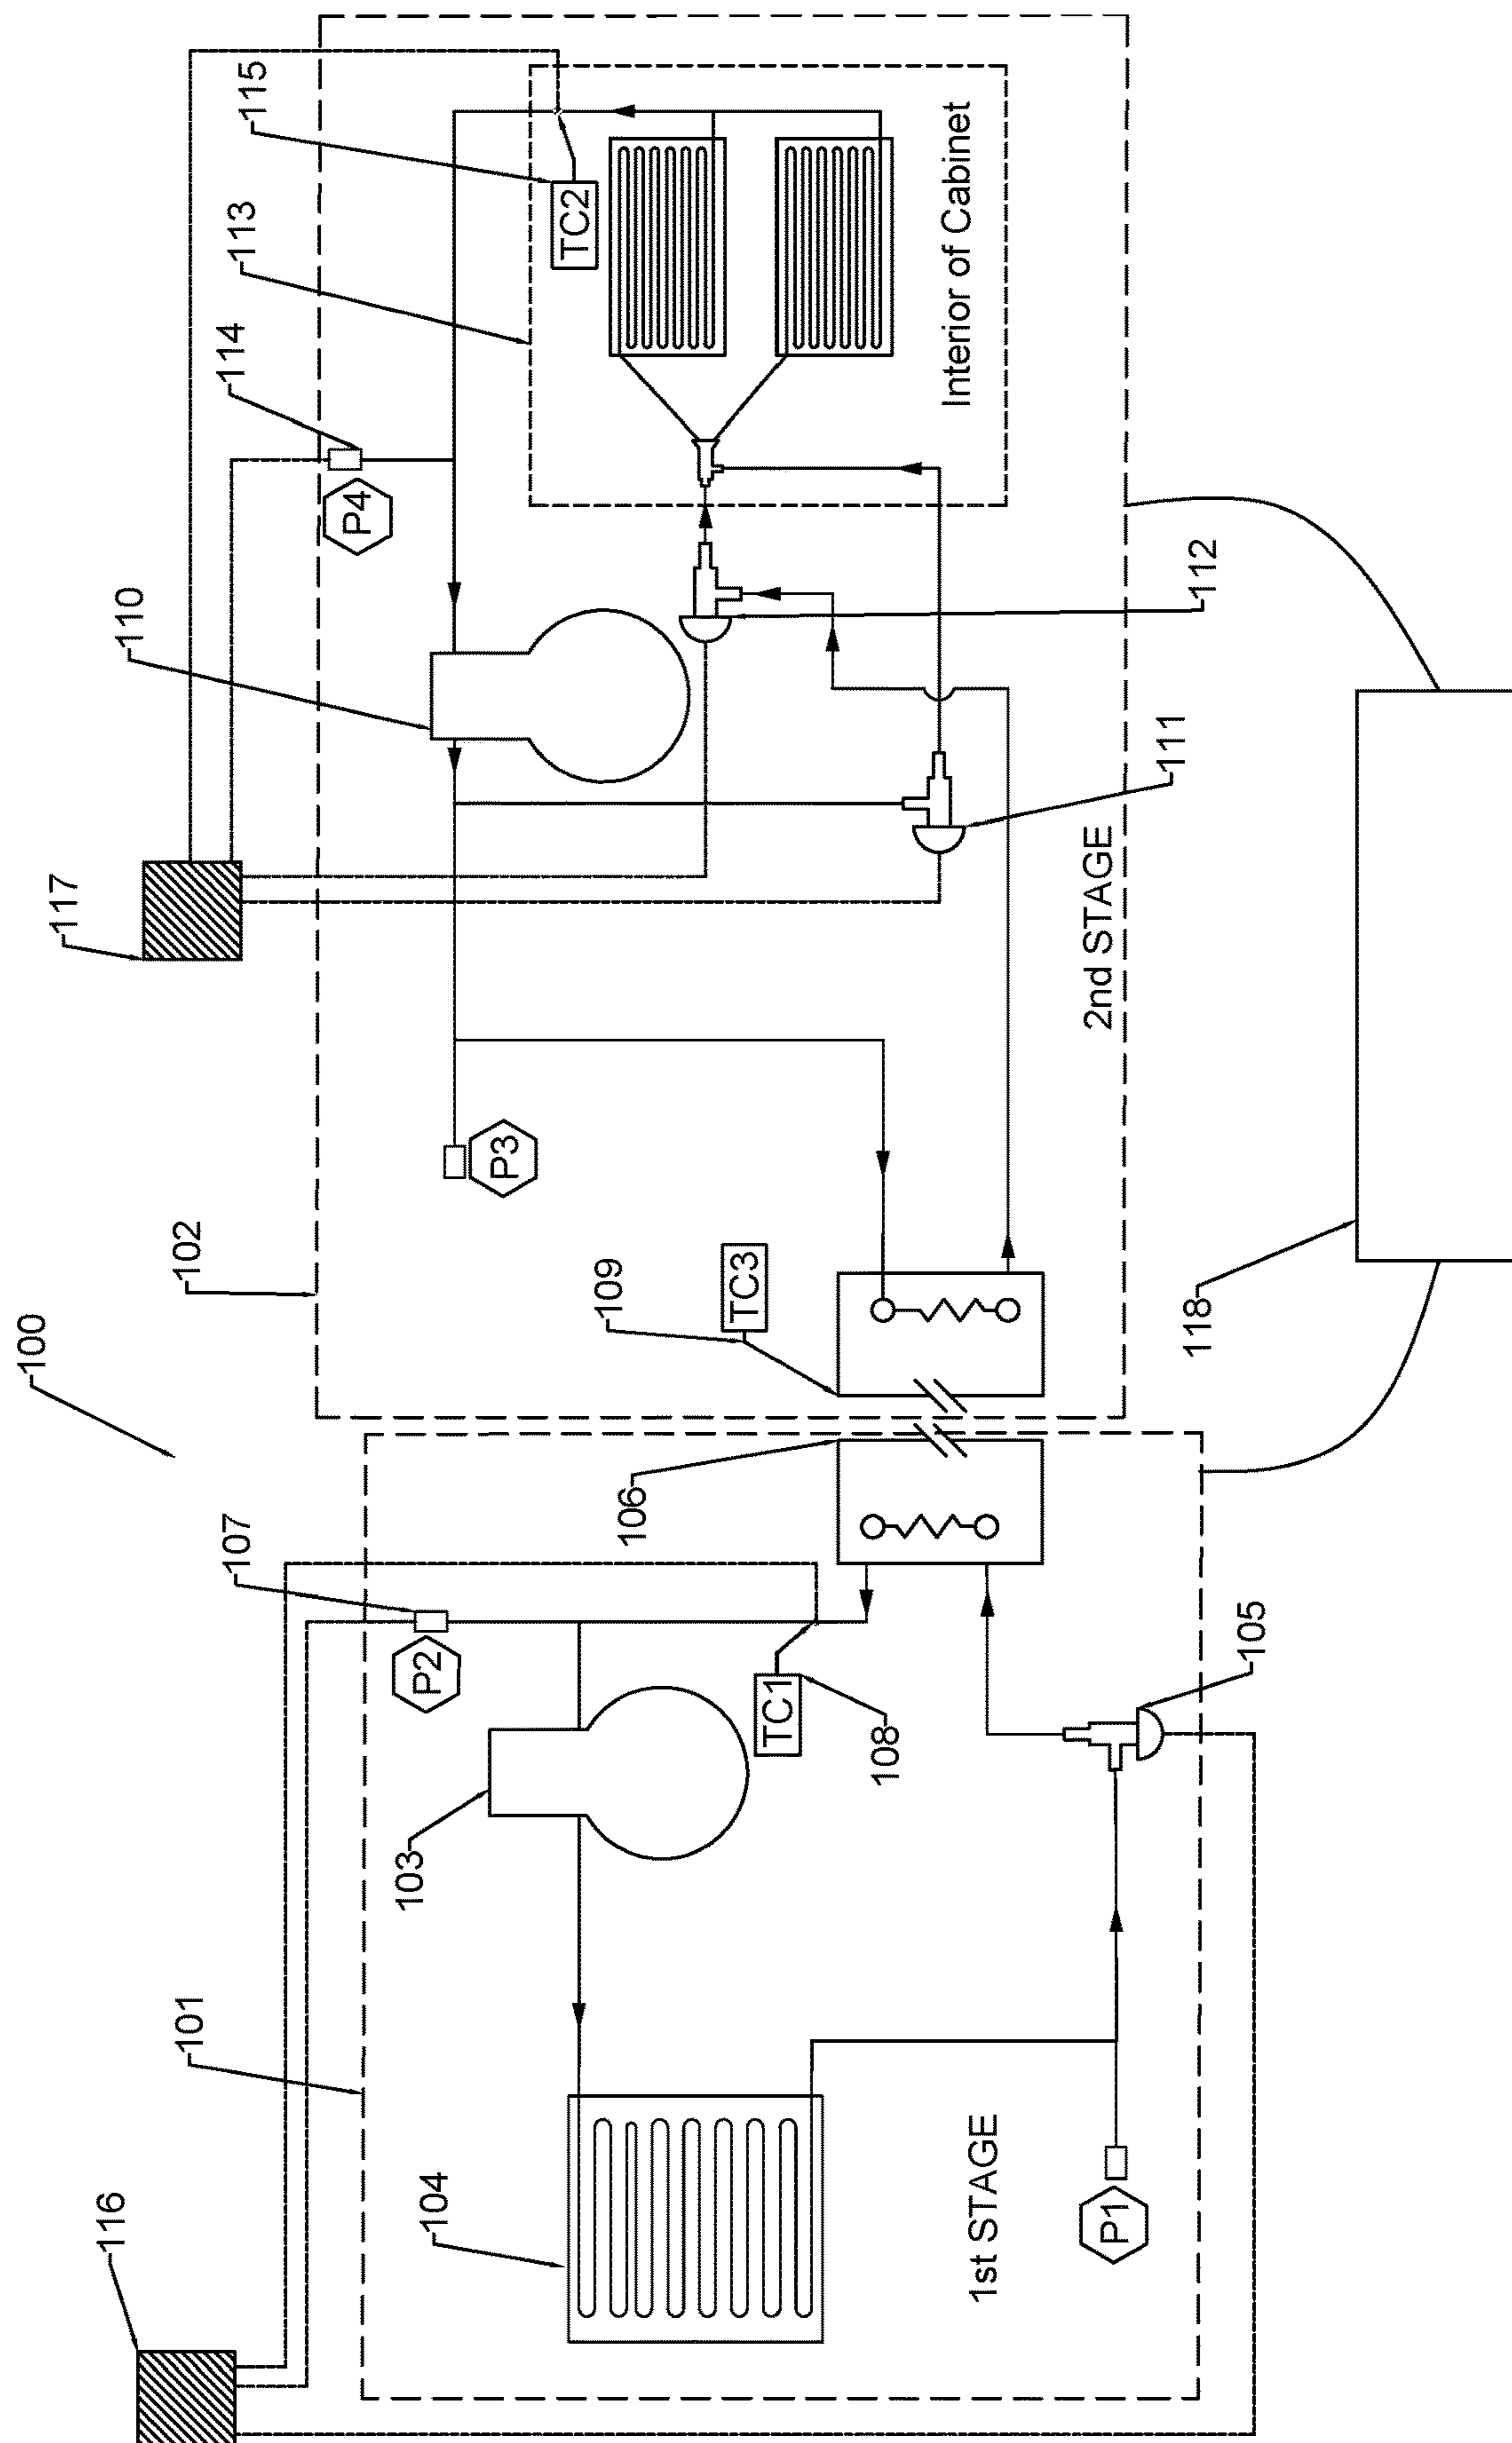 100
116
101
107
102
117
110
114
113
115
P2
P4
TC2
103
106
109
TC3
P3
112
104
108
TC1
111
Interior of Cabinet
1st STAGE
105
2nd STAGE
P1
118